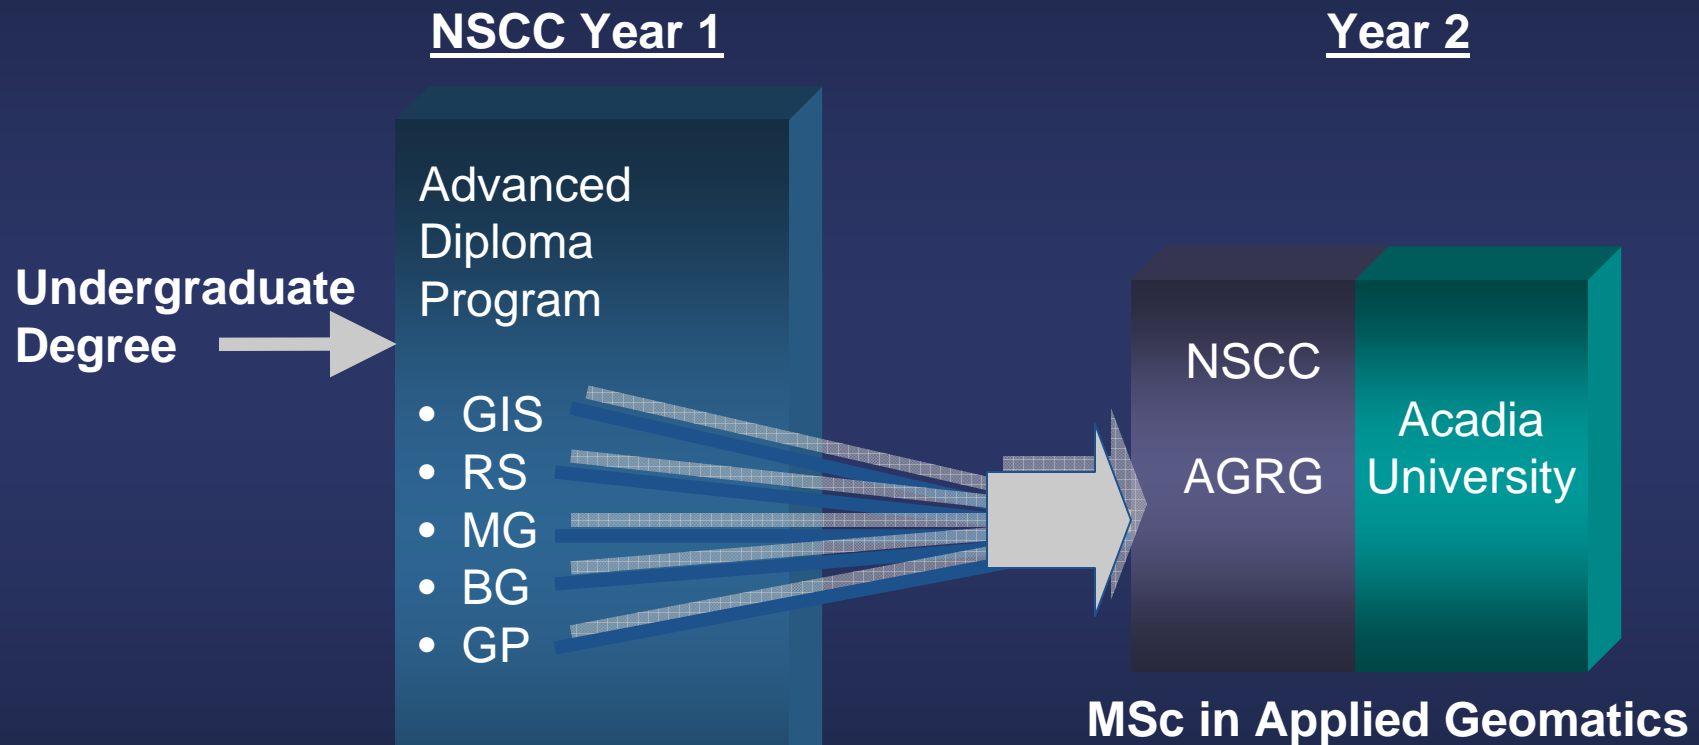 NSCC Year 1
Year 2
Undergraduate
Degree
Advanced
Diploma
Program
• GIS
• RS
• MG
• BG
• GP
NSCC
AGRG
Acadia
University
MSc in Applied Geomatics